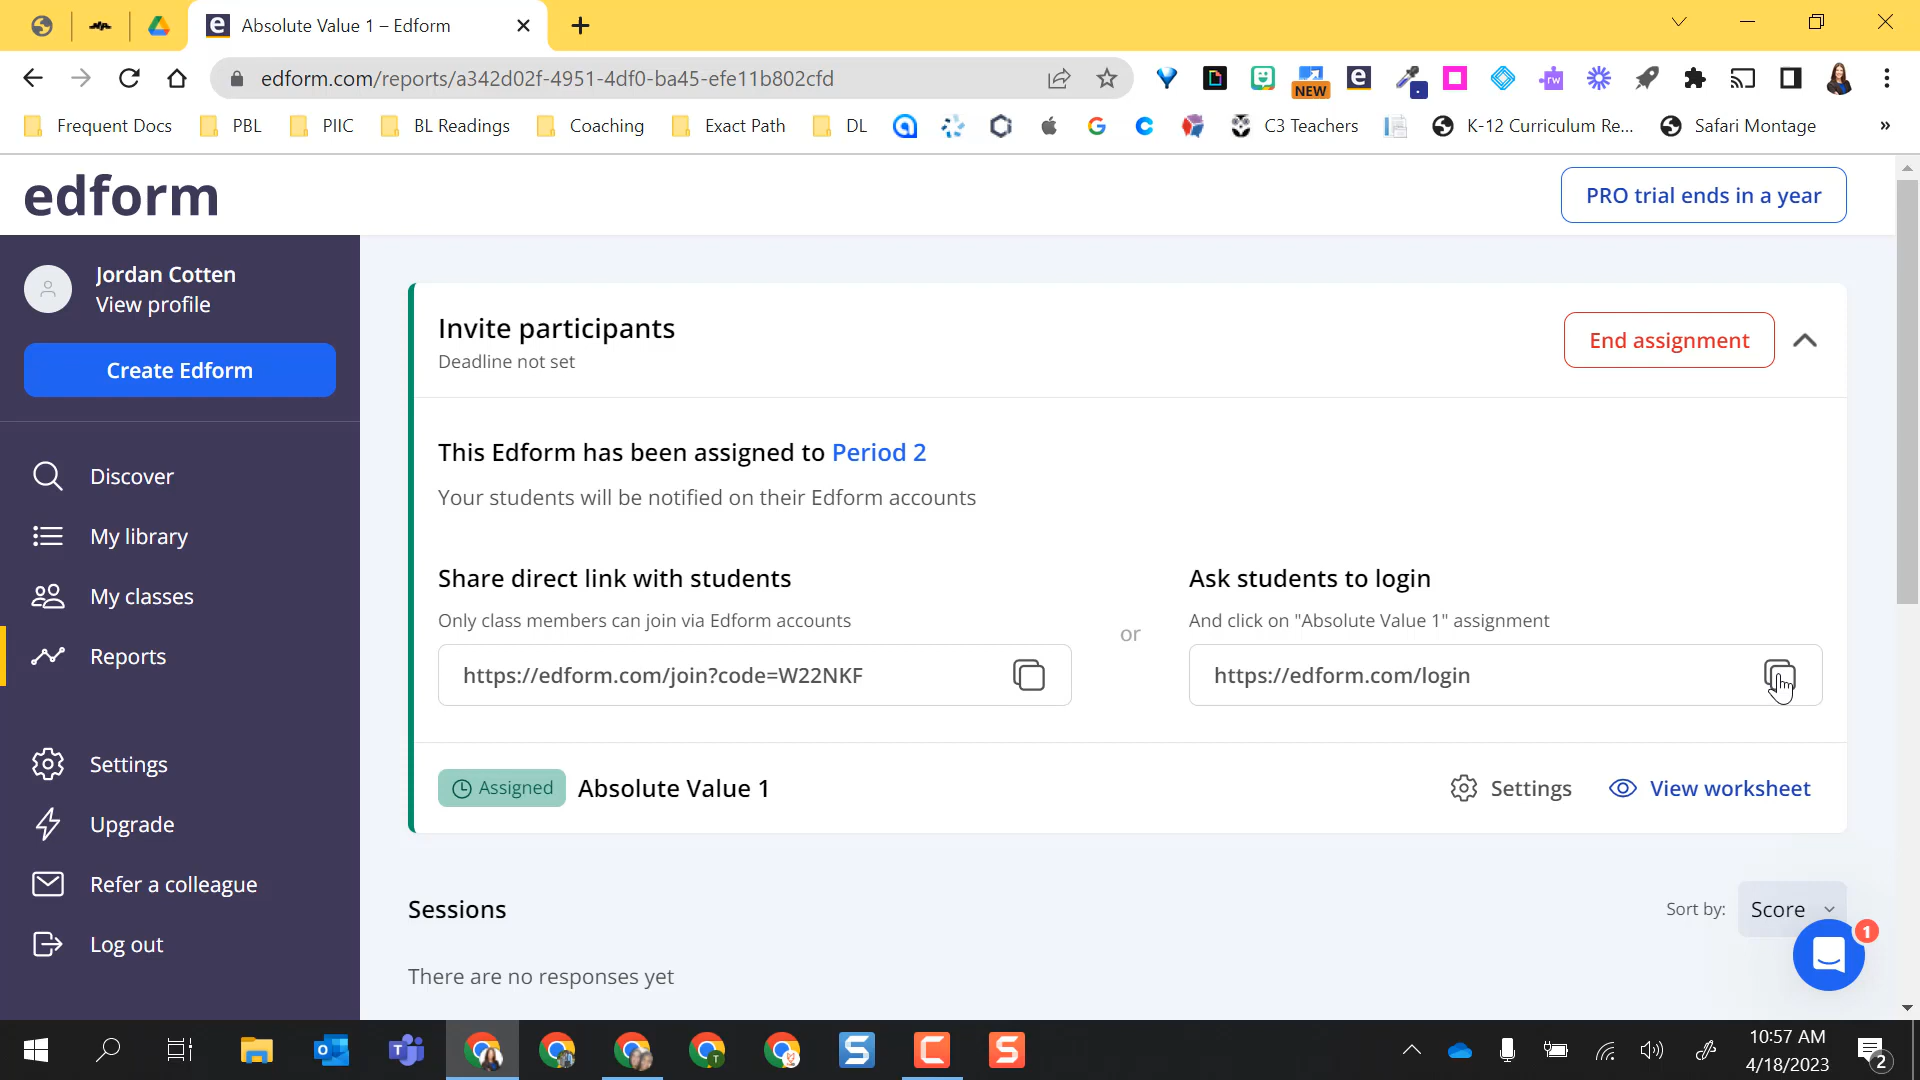 Absolute Value 1 – Edform
edform.com/reports/a342d02f-4951-4df0-ba45-efe11b802cfd
NEW
rw
Frequent Docs
PBL
PIIC
BL Readings
Coaching
Exact Path
DL
C3 Teachers
K-12 Curriculum Re...
Safari Montage
»
edform
PRO trial ends in a year
Jordan Cotten
View profile
Create Edform
Discover
My library
My classes
Reports
Settings
Upgrade
Refer a colleague
Log out
Invite participants
Deadline not set
End assignment
This Edform has been assigned to Period 2
Your students will be notified on their Edform accounts
Share direct link with students
Only class members can join via Edform accounts
https://edform.com/join?code=W22NKF
or
Ask students to login
And click on "Absolute Value 1" assignment
https://edform.com/login
Assigned
Absolute Value 1
Settings
View worksheet
Sessions
Sort by:
Score
1
There are no responses yet
10:57 AM
4/18/2023
2